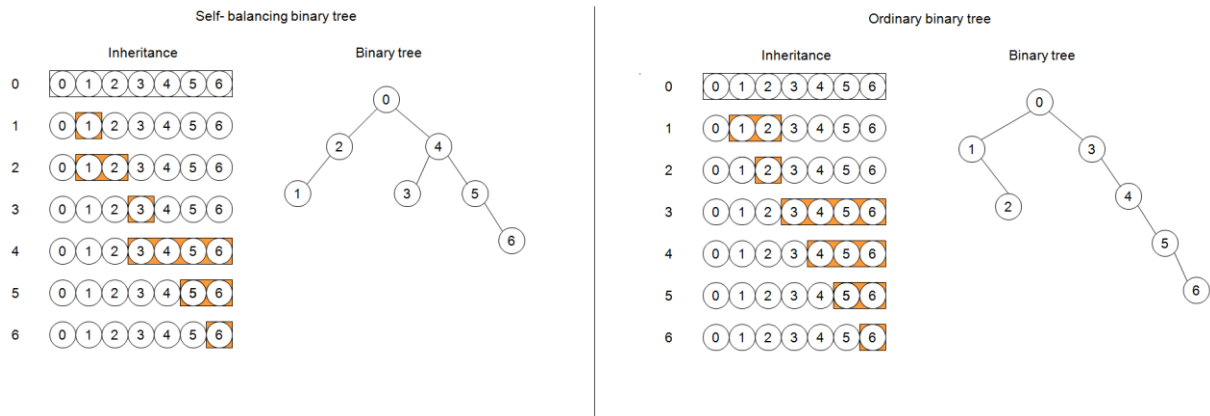 Self- balancing binary tree
Inheritance
Binary tree
0 0 1 2 3 4 5 6
1 0 1 2 3 4 5 6
2 0 1 2 3 4 5 6
3 0 1 2 3 4 5 6
4 0 1 2 3 4 5 6
5 0 1 2 3 4 5 6
6 0 1 2 3 4 5 6
0
2 4
1 3 5
6
Ordinary binary tree
Inheritance
Binary tree
0 0 1 2 3 4 5 6
1 0 1 2 3 4 5 6
2 0 1 2 3 4 5 6
3 0 1 2 3 4 5 6
4 0 1 2 3 4 5 6
5 0 1 2 3 4 5 6
6 0 1 2 3 4 5 6
0
1 3
2 4
5
6